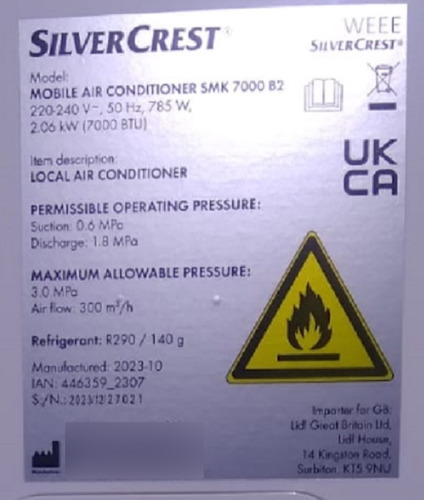 SILVERCREST®
WEEE
SILVERCREST®
Model:
MOBILE AIR CONDITIONER SMK 7000 B2
220-240 V~, 50 Hz, 785 W,
2.06 kW (7000 BTU)
Item description:
LOCAL AIR CONDITIONER
UK
CA
PERMISSIBLE OPERATING PRESSURE:
Suction: 0.6 MPa
Discharge: 1.8 MPa
MAXIMUM ALLOWABLE PRESSURE:
3.0 MPa
Air flow: 300 m³/h
Refrigerant: R290 / 140 g
Manufactured: 2023-10
IAN: 446359_2307
S./N.: 2023/12/27021
Importer for GB:
Lidl Great Britain Ltd,
Lidl House,
14 Kingston Road,
Surbiton, KT5 9NU